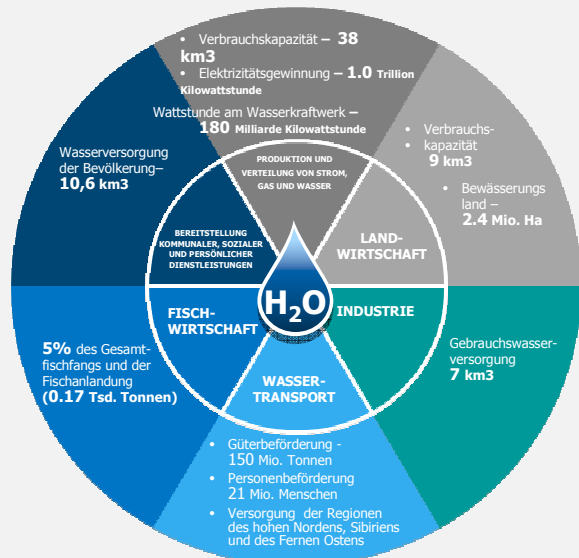 • Verbrauchskapazität – 38
km3
• Elektrizitätsgewinnung – 1.0 Trillion
Kilowattstunde
Wattstunde am Wasserkraftwerk –
180 Milliarde Kilowattstunde
PRODUKTION UND
VERTEILUNG VON STROM,
GAS UND WASSER
• Verbrauchs-
• kapazität
9 km3
• Bewässerungs
land –
2.4 Mio. Ha
LAND-
WIRTSCHAFT
Wasserversorgung
der Bevölkerung–
10,6 km3
BEREITSTELLUNG
KOMMUNALER, SOZIALER
UND PERSÖNLICHER
DIENSTLEISTUNGEN
H2O
FISCH-
WIRTSCHAFT
INDUSTRIE
5% des Gesamt-
fischfangs und der
Fischanlandung
(0.17 Tsd. Tonnen)
Gebrauchswasser-
versorgung
7 km3
WASSER-
TRANSPORT
• Güterbeförderung -
150 Mio. Tonnen
• Personenbeförderung
21 Mio. Menschen
• Versorgung der Regionen
des hohen Nordens, Sibiriens
und des Fernen Ostens